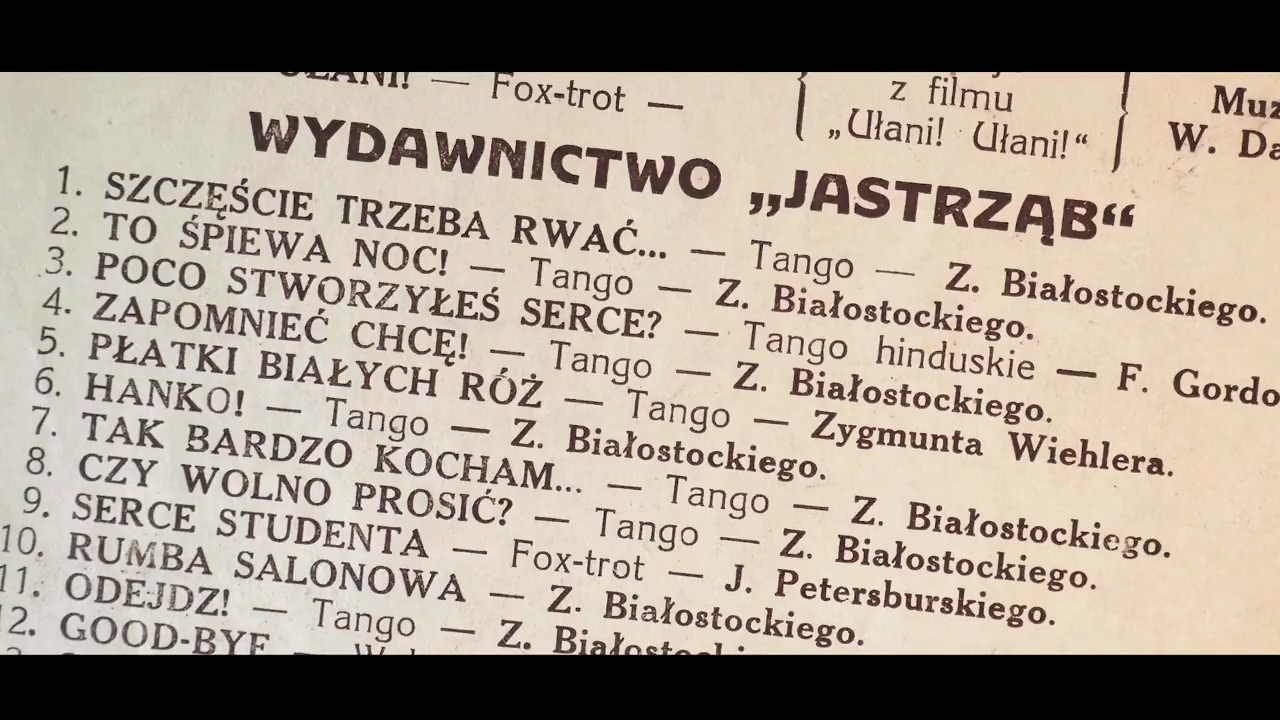 UŁANI! — Fox-trot —
z filmu
„Ułani! Ułani!“
W. Da
WYDAWNICTWO „JASTRZĄB“
1. SZCZĘŚCIE TRZEBA RWAĆ... — Tango — Z. Białostockiego.
2. TO ŚPIEWA NOC! — Tango — Z. Białostockiego.
3. POCO STWORZYŁEŚ SERCE? — Tango hinduskie — F. Gordo
4. ZAPOMNIEĆ CHCĘ! — Tango — Z. Białostockiego.
5. PŁATKI BIAŁYCH RÓŻ — Tango — Zygmunta Wiehlera.
6. HANKO! — Tango — Z. Białostockiego.
7. TAK BARDZO KOCHAM... — Tango — Z. Białostockiego.
8. CZY WOLNO PROSIĆ? — Tango — Z. Białostockiego.
9. SERCE STUDENTA — Fox-trot — J. Petersburskiego.
10. RUMBA SALONOWA — Z. Białostockiego.
11. ODEJDZ! — Tango — Z. Białostocki
12. GOOD-BYE —